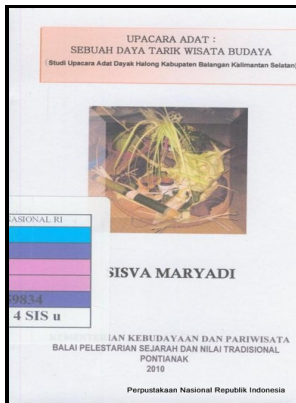 UPACARA ADAT :
SEBUAH DAYA TARIK WISATA BUDAYA
( Studi Upacara Adat Dayak Halong Kabupaten Balangan Kalimantan Selatan)
NASIONAL RI
9834
4 SIS u
SISVA MARYADI
KEBUDAYAAN DAN PARIWISATA
BALAI PELESTARIAN SEJARAH DAN NILAI TRADISIONAL
PONTIANAK
2010
Perpustakaan Nasional Republik Indonesia